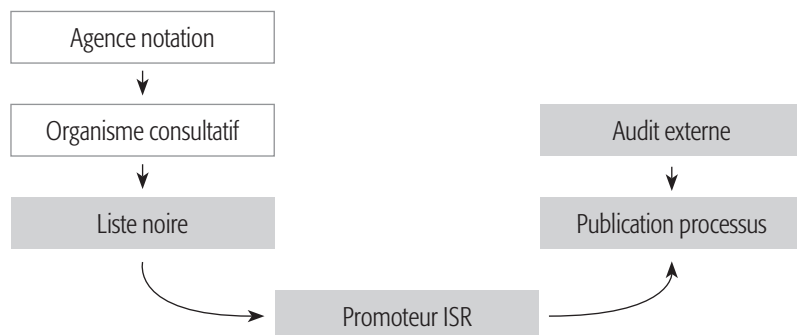 Agence notation
Organisme consultatif
Audit externe
Liste noire
Publication processus
Promoteur ISR